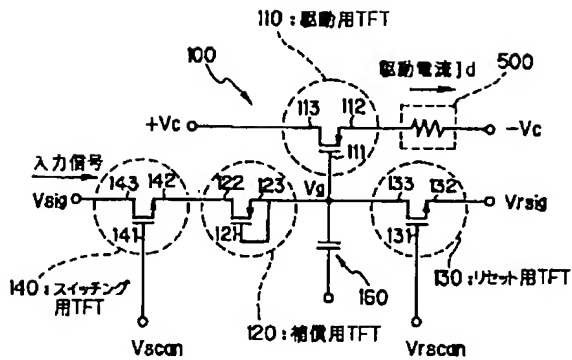 110:駆動用TFT
100
駆動電流Id
500
113
112
+Vc
-Vc
111
入力信号
Vsig
143
142
122
123
Vg
133
132
Vrsig
141
121
131
160
140:スイッチング
用TFT
130:リセット用TFT
120:補償用TFT
Vscan
Vrscan